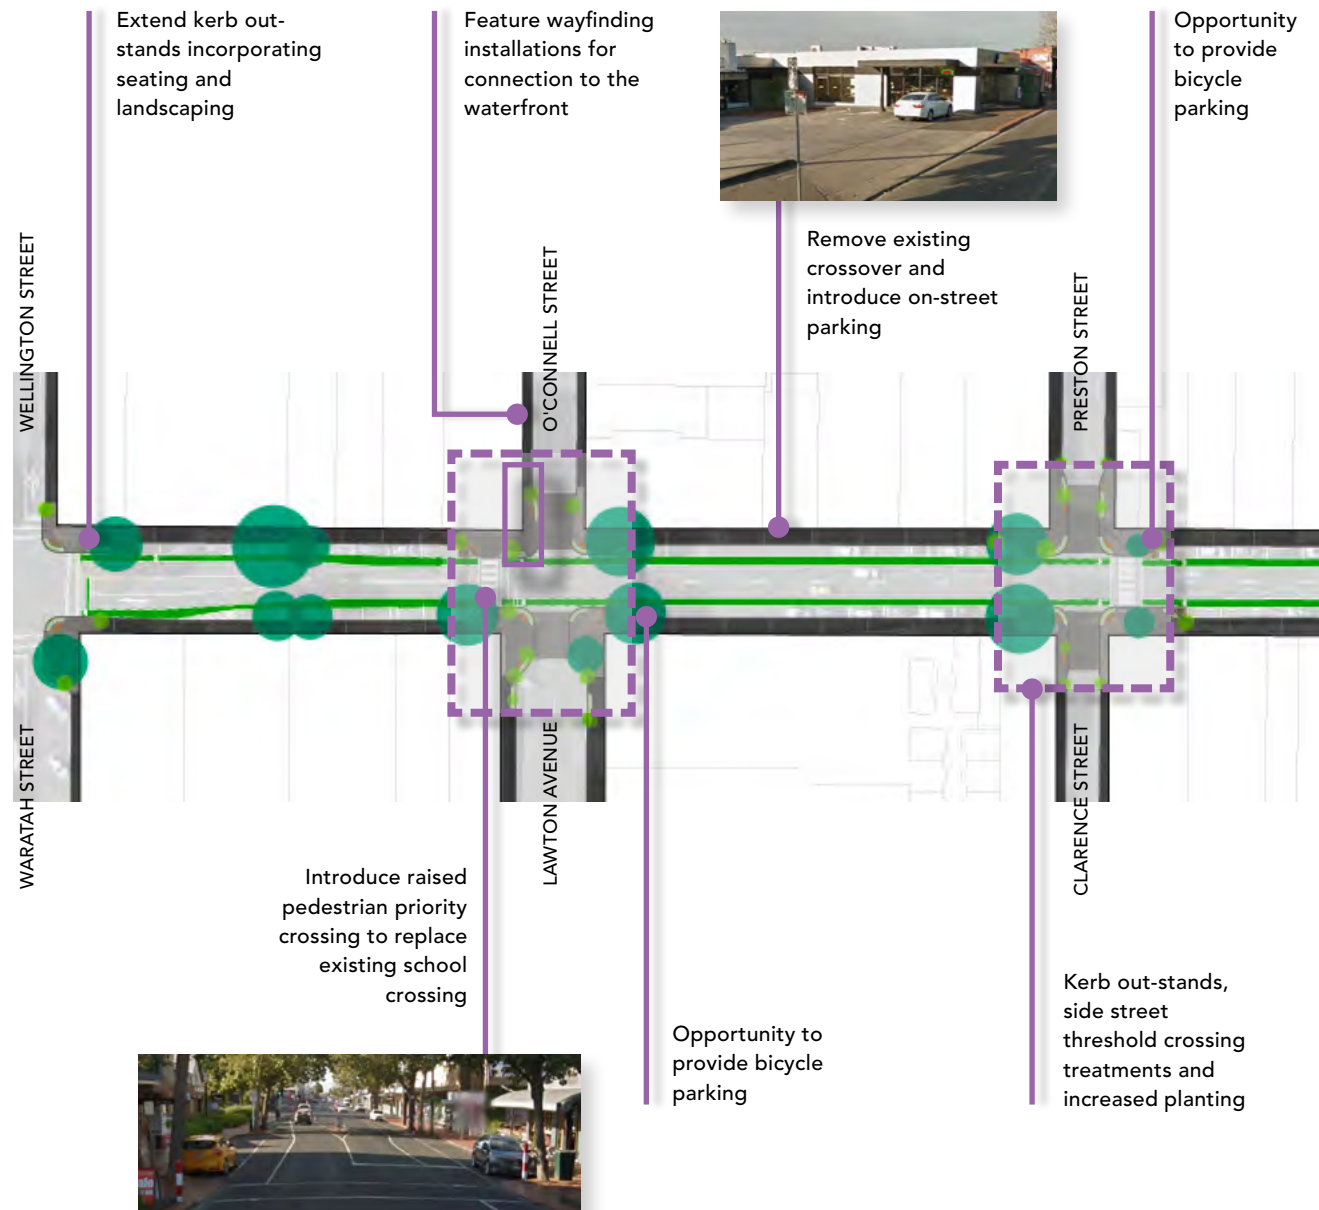 Extend kerb out-
stands incorporating
seating and
landscaping
Feature wayfinding
installations for
connection to the
waterfront
Opportunity
to provide
bicycle
parking
Remove existing
crossover and
introduce on-street
parking
WELLINGTON STREET
O'CONNELL STREET
PRESTON STREET
WARATAH STREET
LAWTON AVENUE
CLARENCE STREET
Introduce raised
pedestrian priority
crossing to replace
existing school
crossing
Opportunity to
provide bicycle
parking
Kerb out-stands,
side street
threshold crossing
treatments and
increased planting